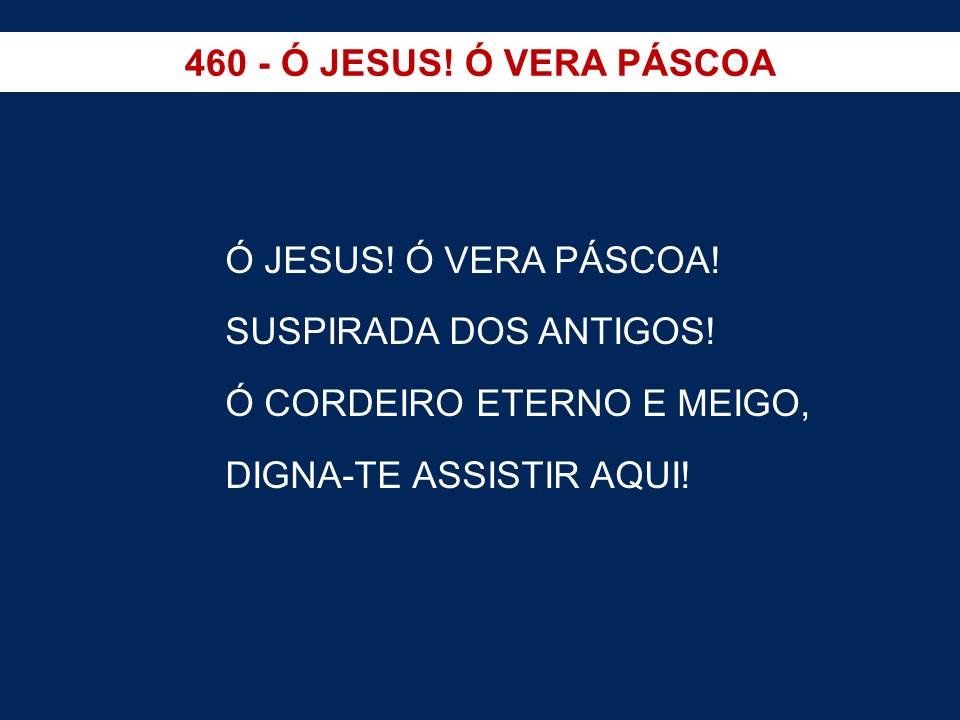 460 - Ó JESUS! Ó VERA PÁSCOA
Ó JESUS! Ó VERA PÁSCOA!
SUSPIRADA DOS ANTIGOS!
Ó CORDEIRO ETERNO E MEIGO,
DIGNA-TE ASSISTIR AQUI!